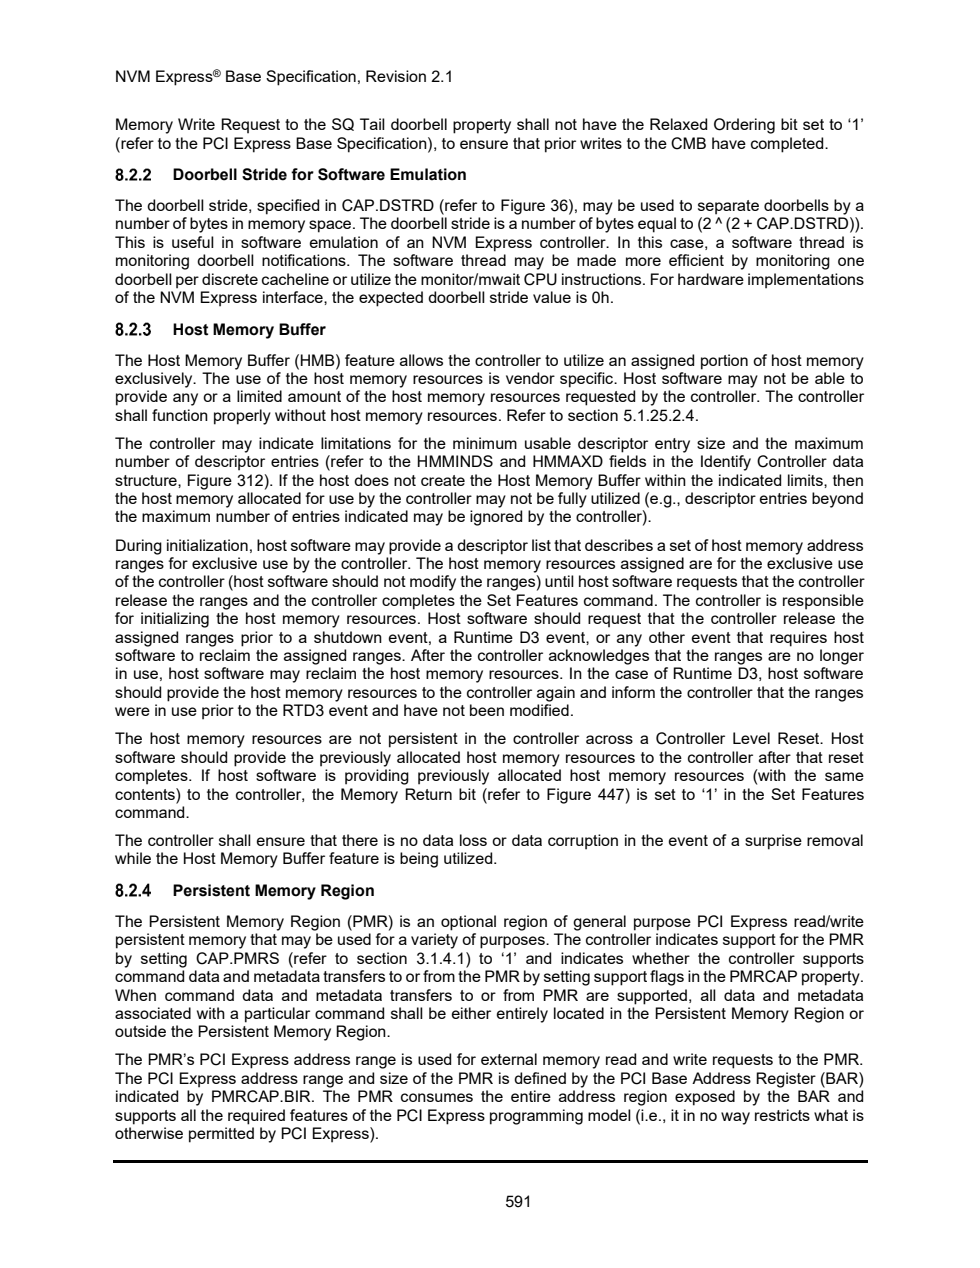 NVM Express® Base Specification, Revision 2.1
Memory Write Request to the SQ Tail doorbell property shall not have the Relaxed Ordering bit set to ‘1’
(refer to the PCI Express Base Specification), to ensure that prior writes to the CMB have completed.
8.2.2 Doorbell Stride for Software Emulation
The doorbell stride, specified in CAP.DSTRD (refer to Figure 36), may be used to separate doorbells by a
number of bytes in memory space. The doorbell stride is a number of bytes equal to (2 ^ (2 + CAP.DSTRD)).
This is useful in software emulation of an NVM Express controller. In this case, a software thread is
monitoring doorbell notifications. The software thread may be made more efficient by monitoring one
doorbell per discrete cacheline or utilize the monitor/mwait CPU instructions. For hardware implementations
of the NVM Express interface, the expected doorbell stride value is 0h.
8.2.3 Host Memory Buffer
The Host Memory Buffer (HMB) feature allows the controller to utilize an assigned portion of host memory
exclusively. The use of the host memory resources is vendor specific. Host software may not be able to
provide any or a limited amount of the host memory resources requested by the controller. The controller
shall function properly without host memory resources. Refer to section 5.1.25.2.4.
The controller may indicate limitations for the minimum usable descriptor entry size and the maximum
number of descriptor entries (refer to the HMMINDS and HMMAXD fields in the Identify Controller data
structure, Figure 312). If the host does not create the Host Memory Buffer within the indicated limits, then
the host memory allocated for use by the controller may not be fully utilized (e.g., descriptor entries beyond
the maximum number of entries indicated may be ignored by the controller).
During initialization, host software may provide a descriptor list that describes a set of host memory address
ranges for exclusive use by the controller. The host memory resources assigned are for the exclusive use
of the controller (host software should not modify the ranges) until host software requests that the controller
release the ranges and the controller completes the Set Features command. The controller is responsible
for initializing the host memory resources. Host software should request that the controller release the
assigned ranges prior to a shutdown event, a Runtime D3 event, or any other event that requires host
software to reclaim the assigned ranges. After the controller acknowledges that the ranges are no longer
in use, host software may reclaim the host memory resources. In the case of Runtime D3, host software
should provide the host memory resources to the controller again and inform the controller that the ranges
were in use prior to the RTD3 event and have not been modified.
The host memory resources are not persistent in the controller across a Controller Level Reset. Host
software should provide the previously allocated host memory resources to the controller after that reset
completes. If host software is providing previously allocated host memory resources (with the same
contents) to the controller, the Memory Return bit (refer to Figure 447) is set to ‘1’ in the Set Features
command.
The controller shall ensure that there is no data loss or data corruption in the event of a surprise removal
while the Host Memory Buffer feature is being utilized.
8.2.4 Persistent Memory Region
The Persistent Memory Region (PMR) is an optional region of general purpose PCI Express read/write
persistent memory that may be used for a variety of purposes. The controller indicates support for the PMR
by setting CAP.PMRS (refer to section 3.1.4.1) to ‘1’ and indicates whether the controller supports
command data and metadata transfers to or from the PMR by setting support flags in the PMRCAP property.
When command data and metadata transfers to or from PMR are supported, all data and metadata
associated with a particular command shall be either entirely located in the Persistent Memory Region or
outside the Persistent Memory Region.
The PMR’s PCI Express address range is used for external memory read and write requests to the PMR.
The PCI Express address range and size of the PMR is defined by the PCI Base Address Register (BAR)
indicated by PMRCAP.BIR. The PMR consumes the entire address region exposed by the BAR and
supports all the required features of the PCI Express programming model (i.e., it in no way restricts what is
otherwise permitted by PCI Express).
591